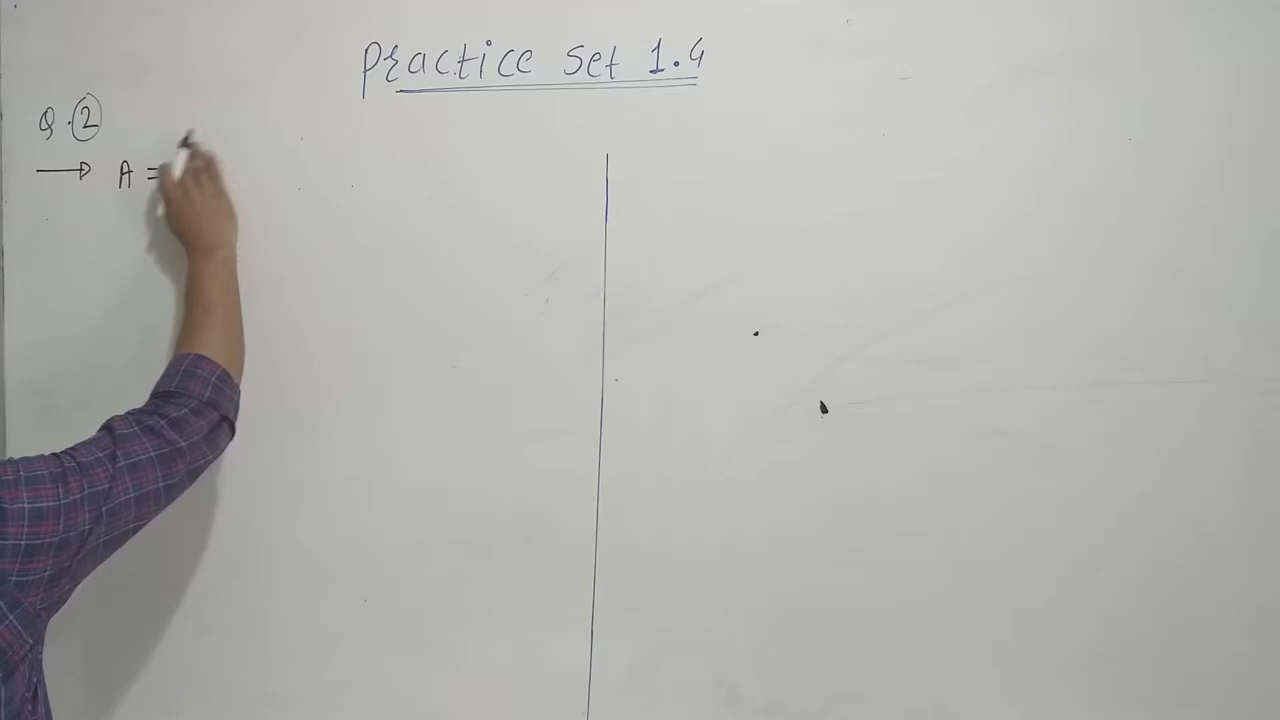 Practice Set 1.4
Q.2
→ A =